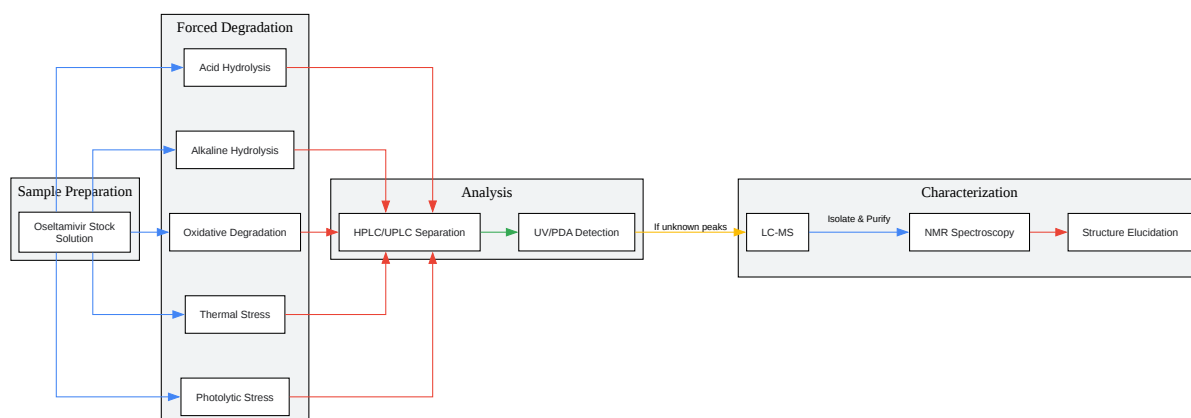 Forced Degradation
Acid Hydrolysis
Alkaline Hydrolysis
Sample Preparation
Oseltamivir Stock
Solution
Oxidative Degradation
Thermal Stress
Photolytic Stress
Analysis
HPLC/UPLC Separation
UV/PDA Detection
If unknown peaks
Characterization
LC-MS
Isolate & Purify
NMR Spectroscopy
Structure Elucidation